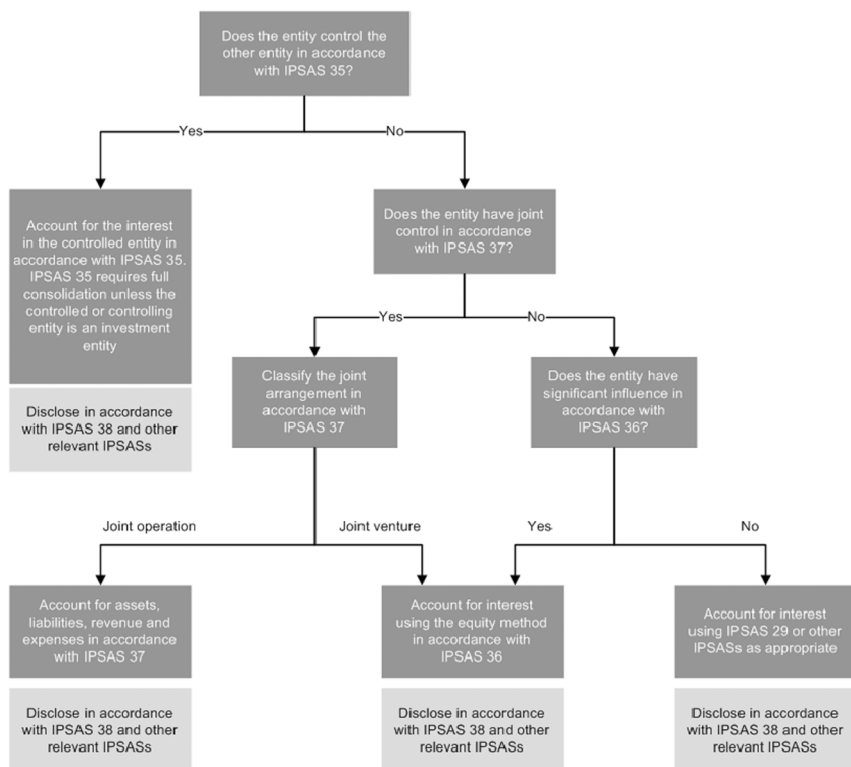 Does the entity control the
other entity in accordance
with IPSAS 35?
Yes
No
Account for the interest
in the controlled entity in
accordance with IPSAS 35.
IPSAS 35 requires full
consolidation unless the
controlled or controlling
entity is an investment
entity
Disclose in accordance
with IPSAS 38 and other
relevant IPSASs
Does the entity have joint
control in accordance
with IPSAS 37?
Yes
No
Classify the joint
arrangement in
accordance with
IPSAS 37
Does the entity have
significant influence in
accordance with
IPSAS 36?
Joint operation
Joint venture
Yes
No
Account for assets,
liabilities, revenue and
expenses in accordance
with IPSAS 37
Disclose in accordance
with IPSAS 38 and other
relevant IPSASs
Account for interest
using the equity method
in accordance with
IPSAS 36
Disclose in accordance
with IPSAS 38 and other
relevant IPSASs
Account for interest
using IPSAS 29 or other
IPSASs as appropriate
Disclose in accordance
with IPSAS 38 and other
relevant IPSASs